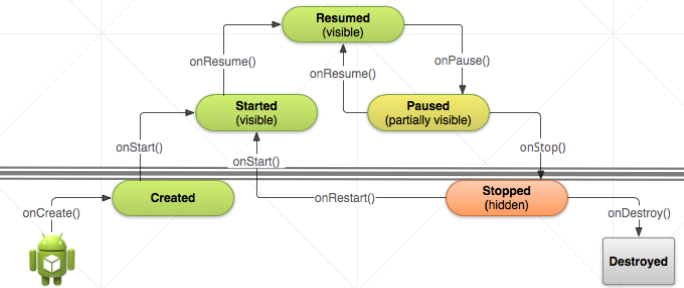 Resumed
(visible)
onResume()
onPause()
onResume()
Started
(visible)
Paused
(partially visible)
onStart()
onStart()
onStop()
Created
Stopped
(hidden)
onRestart()
onCreate()
onDestroy()
Destroyed